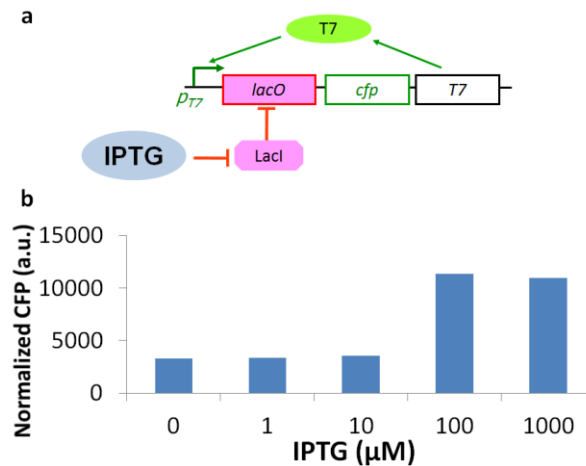 a
T7
pT7
lacO
cfp
T7
IPTG
LacI
b
Normalized CFP (a.u.)
15000
10000
5000
0
0 1 10 100 1000
IPTG (µM)